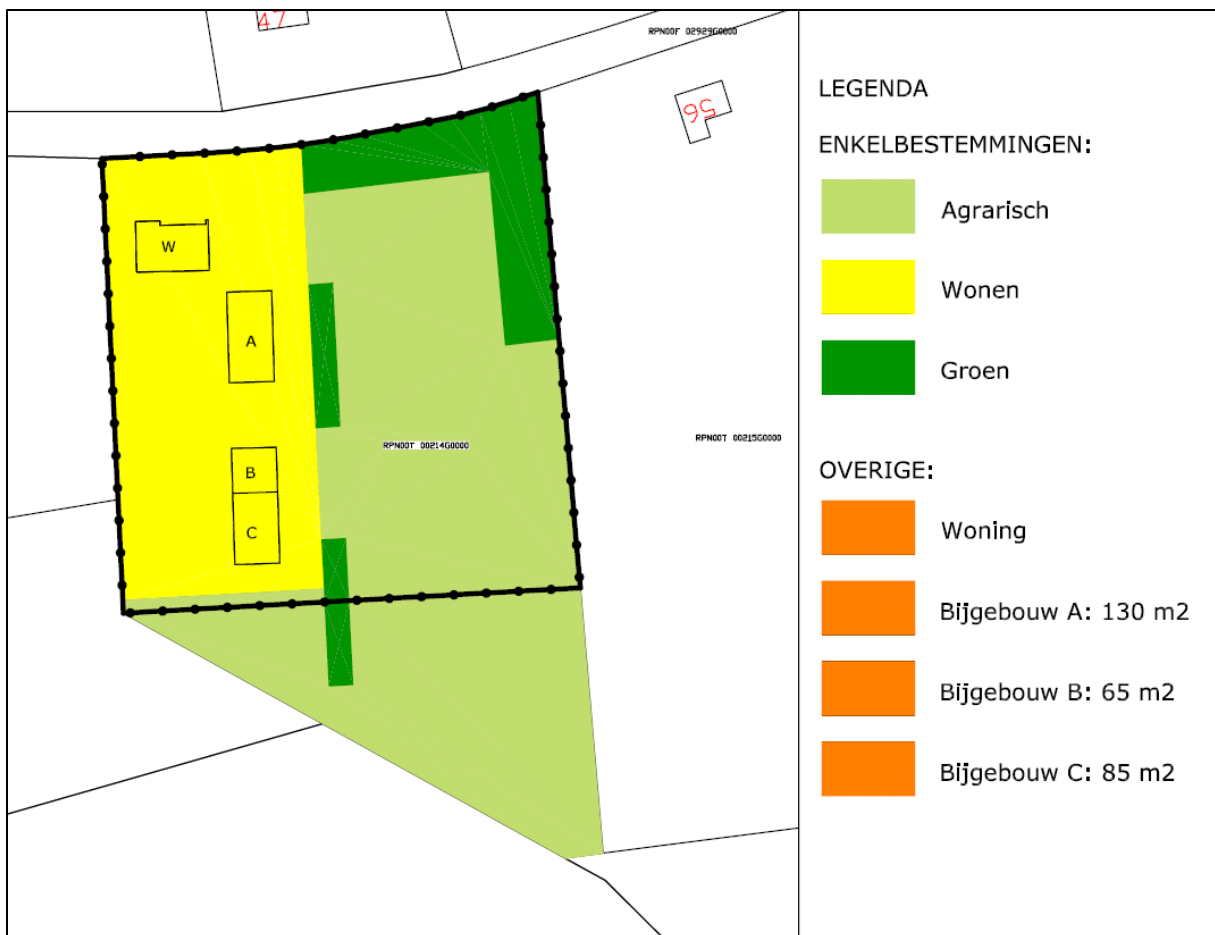 47
RPN00F 02929G0000
56
W
A
RPN00T 00214G0000
RPN00T 00215G0000
B
C
LEGENDA
ENKELBESTEMMINGEN:
Agrarisch
Wonen
Groen
OVERIGE:
Woning
Bijgebouw A: 130 m2
Bijgebouw B: 65 m2
Bijgebouw C: 85 m2